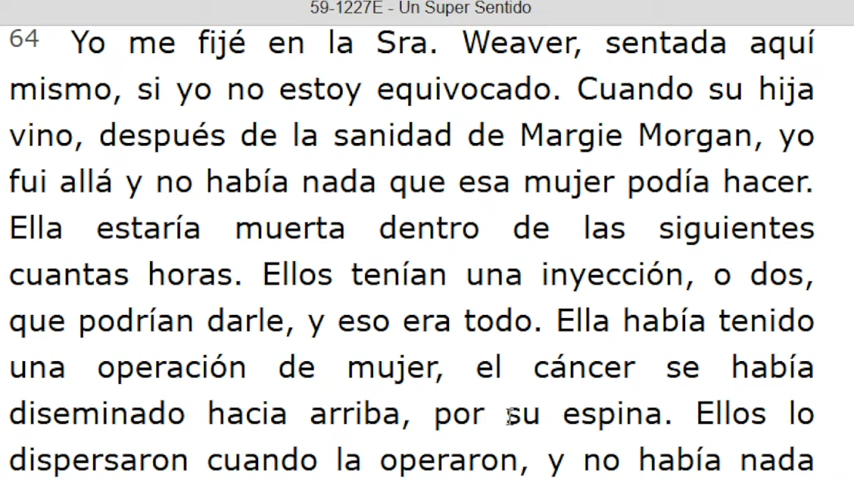 59-1227E - Un Super Sentido
64 Yo me fijé en la Sra. Weaver, sentada aquí
mismo, si yo no estoy equivocado. Cuando su hija
vino, después de la sanidad de Margie Morgan, yo
fui allá y no había nada que esa mujer podía hacer.
Ella estaría muerta dentro de las siguientes
cuantas horas. Ellos tenían una inyección, o dos,
que podrían darle, y eso era todo. Ella había tenido
una operación de mujer, el cáncer se había
diseminado hacia arriba, por su espina. Ellos lo
dispersaron cuando la operaron, y no había nada